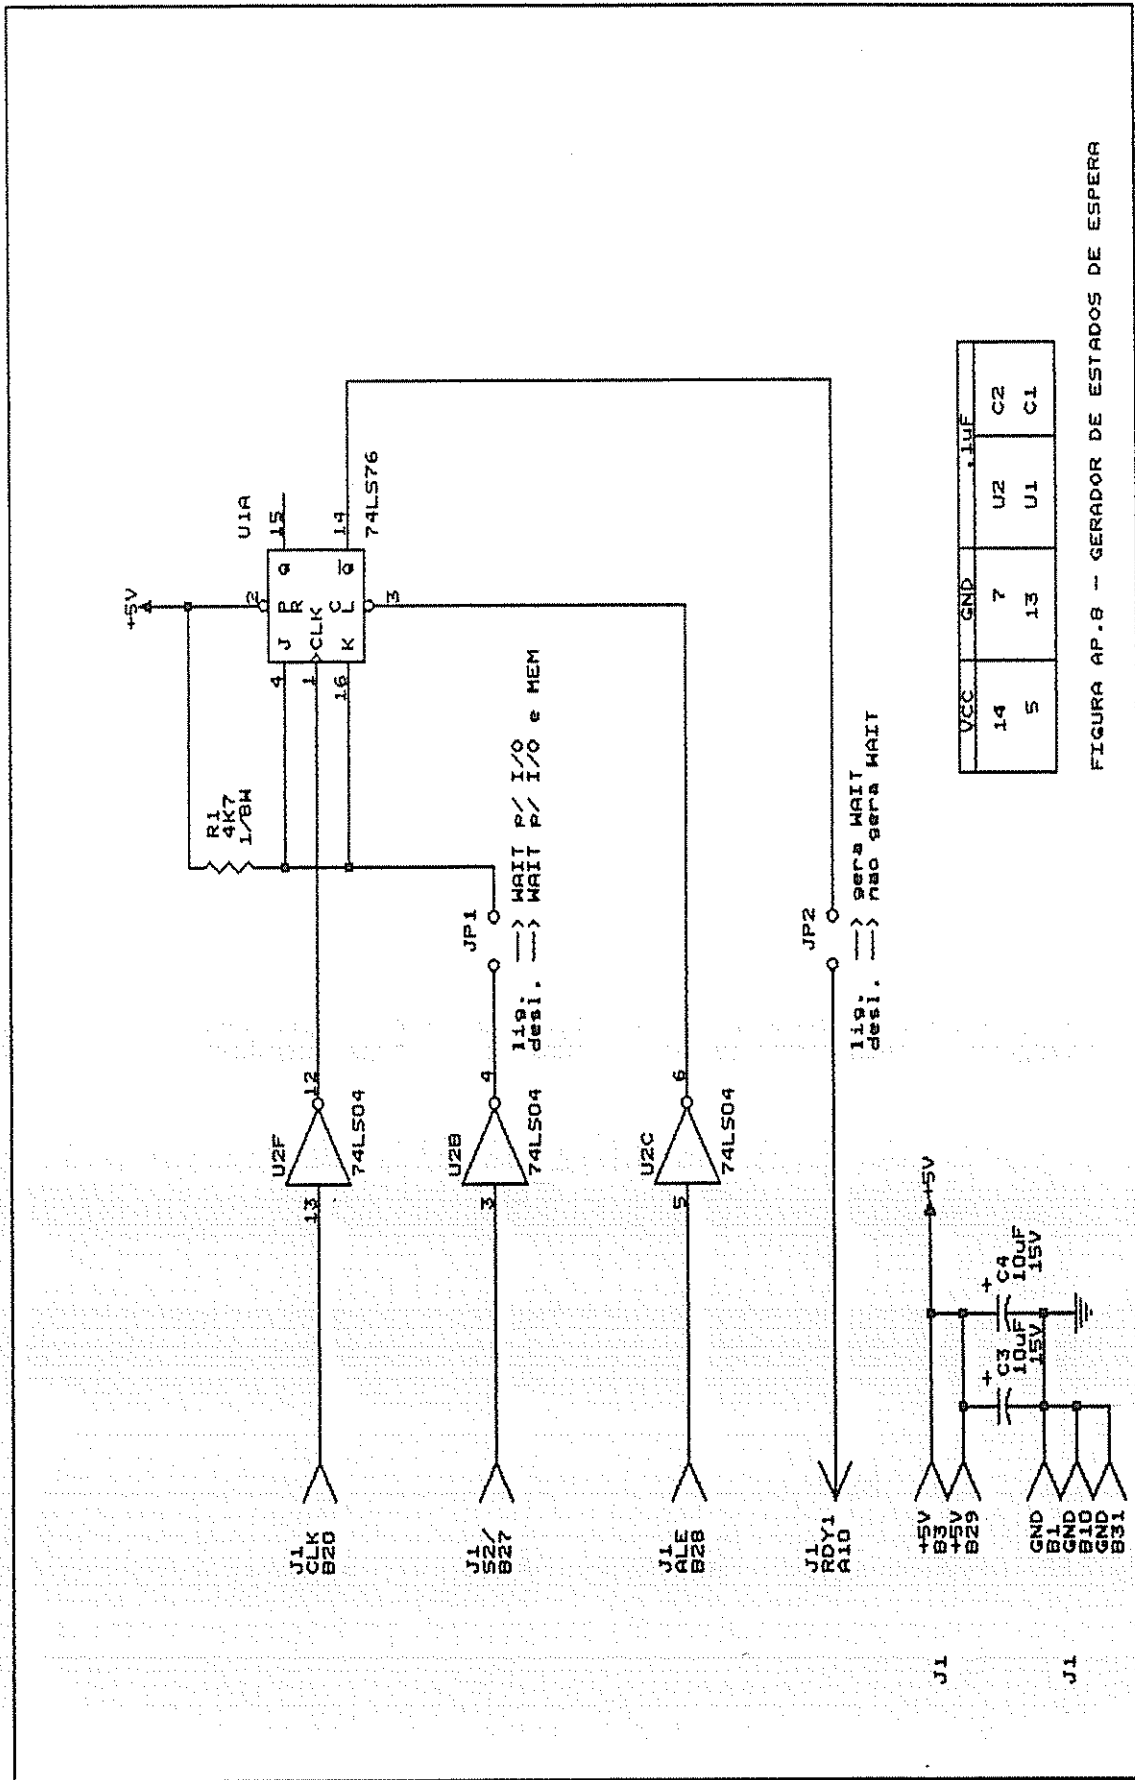 +5V
R1
4K7
1/8W
U1A
2
4 J PR Q 15
1 CLK
16 K CL Q 14
3
74LS76
J1
CLK
B20
13 U2F 12
74LS04
J1
S2/
B27
3 U2B 4
74LS04
JP1
lig. ---> WAIT P/ I/O
desl. ---> WAIT P/ I/O e MEM
J1
ALE
B28
5 U2C 6
74LS04
J1
RDY1
A10
JP2
lig. ---> gera WAIT
desl. ---> nao gera WAIT
J1
+5V
B3
+5V
B29
+5V
+ C3
10uF
15V
+ C4
10uF
15V
J1
GND
B1
GND
B10
GND
B31
VCC GND .1uF
14 7 U2 C2
5 13 U1 C1
FIGURA AP.8 - GERADOR DE ESTADOS DE ESPERA